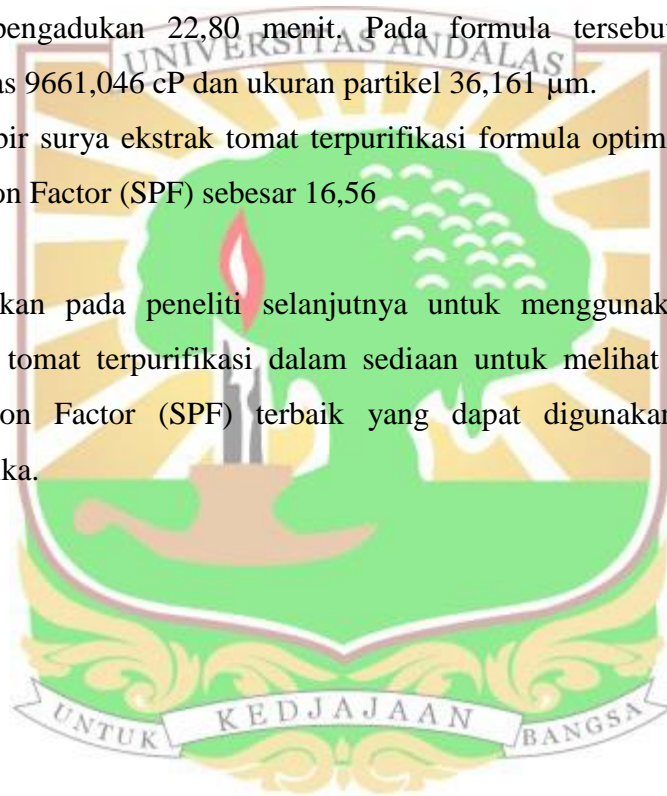 pengadukan 22,80 menit. Pada formula tersebut
UNIVERSITAS ANDALAS
as 9661,046 cP dan ukuran partikel 36,161 µm.
bir surya ekstrak tomat terpurifikasi formula optim
on Factor (SPF) sebesar 16,56
kan pada peneliti selanjutnya untuk menggunak
tomat terpurifikasi dalam sediaan untuk melihat
on Factor (SPF) terbaik yang dapat digunakan
ka.
UNTUK KEDJAJAAN BANGSA